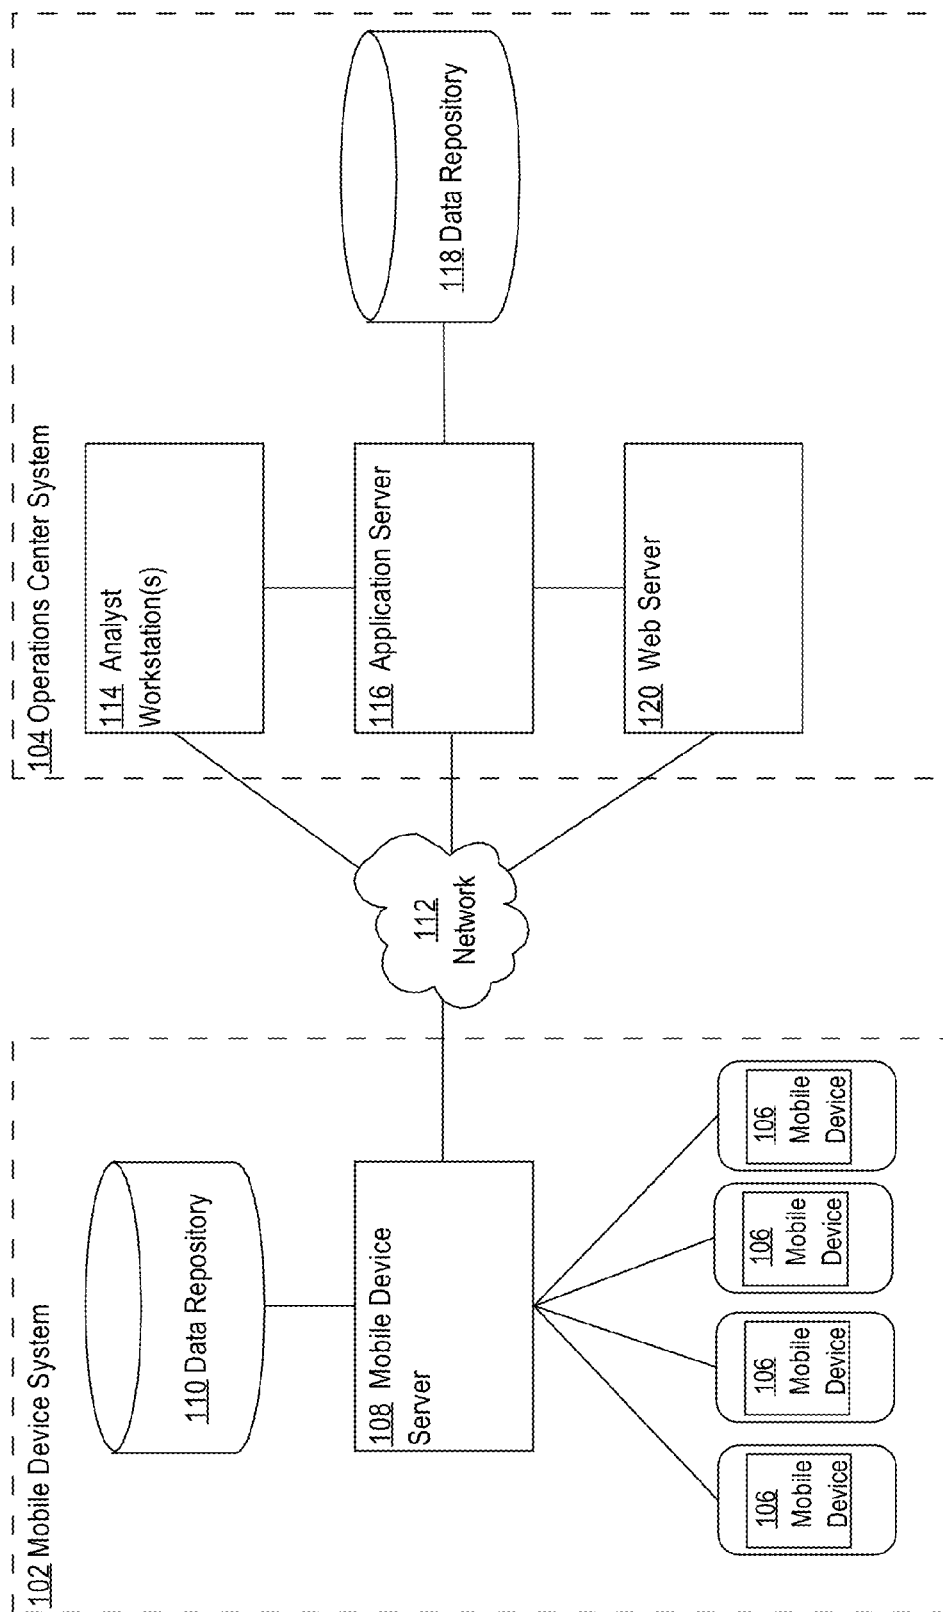 102 Mobile Device System
110 Data Repository
108 Mobile Device
Server
106
Mobile
Device
106
Mobile
Device
106
Mobile
Device
106
Mobile
Device
112
Network
104 Operations Center System
114 Analyst
Workstation(s)
116 Application Server
118 Data Repository
120 Web Server